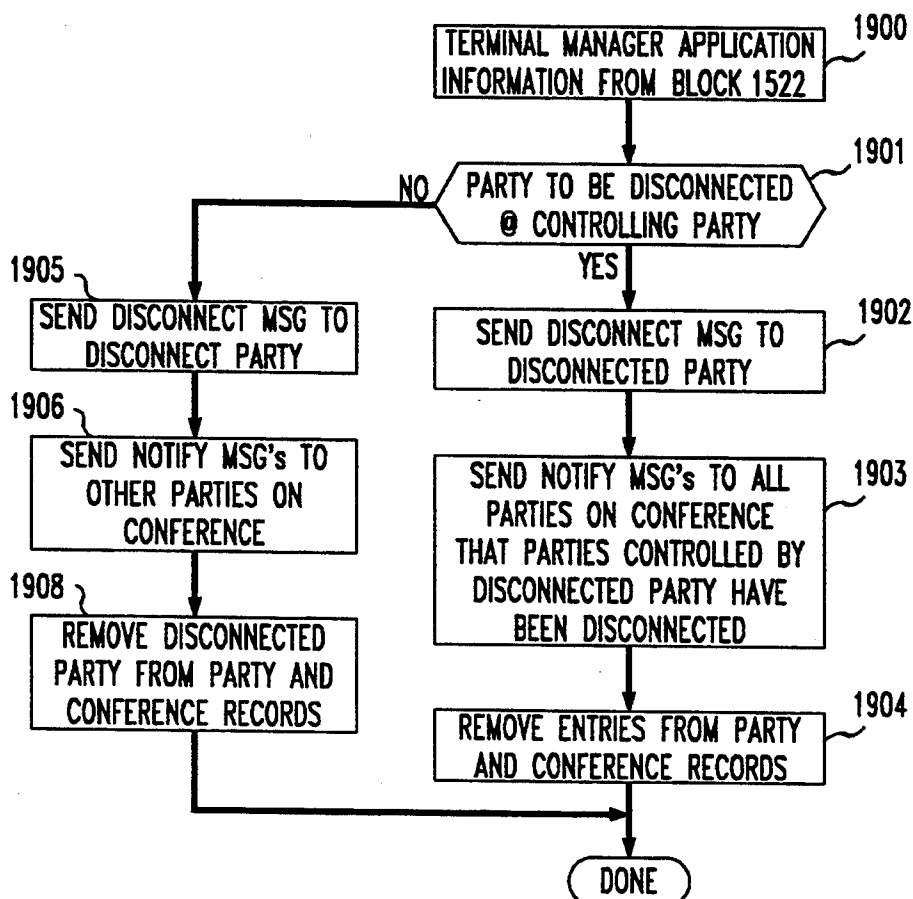 1900
TERMINAL MANAGER APPLICATION
INFORMATION FROM BLOCK 1522
1901
PARTY TO BE DISCONNECTED
@ CONTROLLING PARTY
NO
YES
1905
SEND DISCONNECT MSG TO
DISCONNECT PARTY
1902
SEND DISCONNECT MSG TO
DISCONNECTED PARTY
1906
SEND NOTIFY MSG's TO
OTHER PARTIES ON
CONFERENCE
1903
SEND NOTIFY MSG's TO ALL
PARTIES ON CONFERENCE
THAT PARTIES CONTROLLED BY
DISCONNECTED PARTY HAVE
BEEN DISCONNECTED
1908
REMOVE DISCONNECTED
PARTY FROM PARTY AND
CONFERENCE RECORDS
1904
REMOVE ENTRIES FROM PARTY
AND CONFERENCE RECORDS
DONE